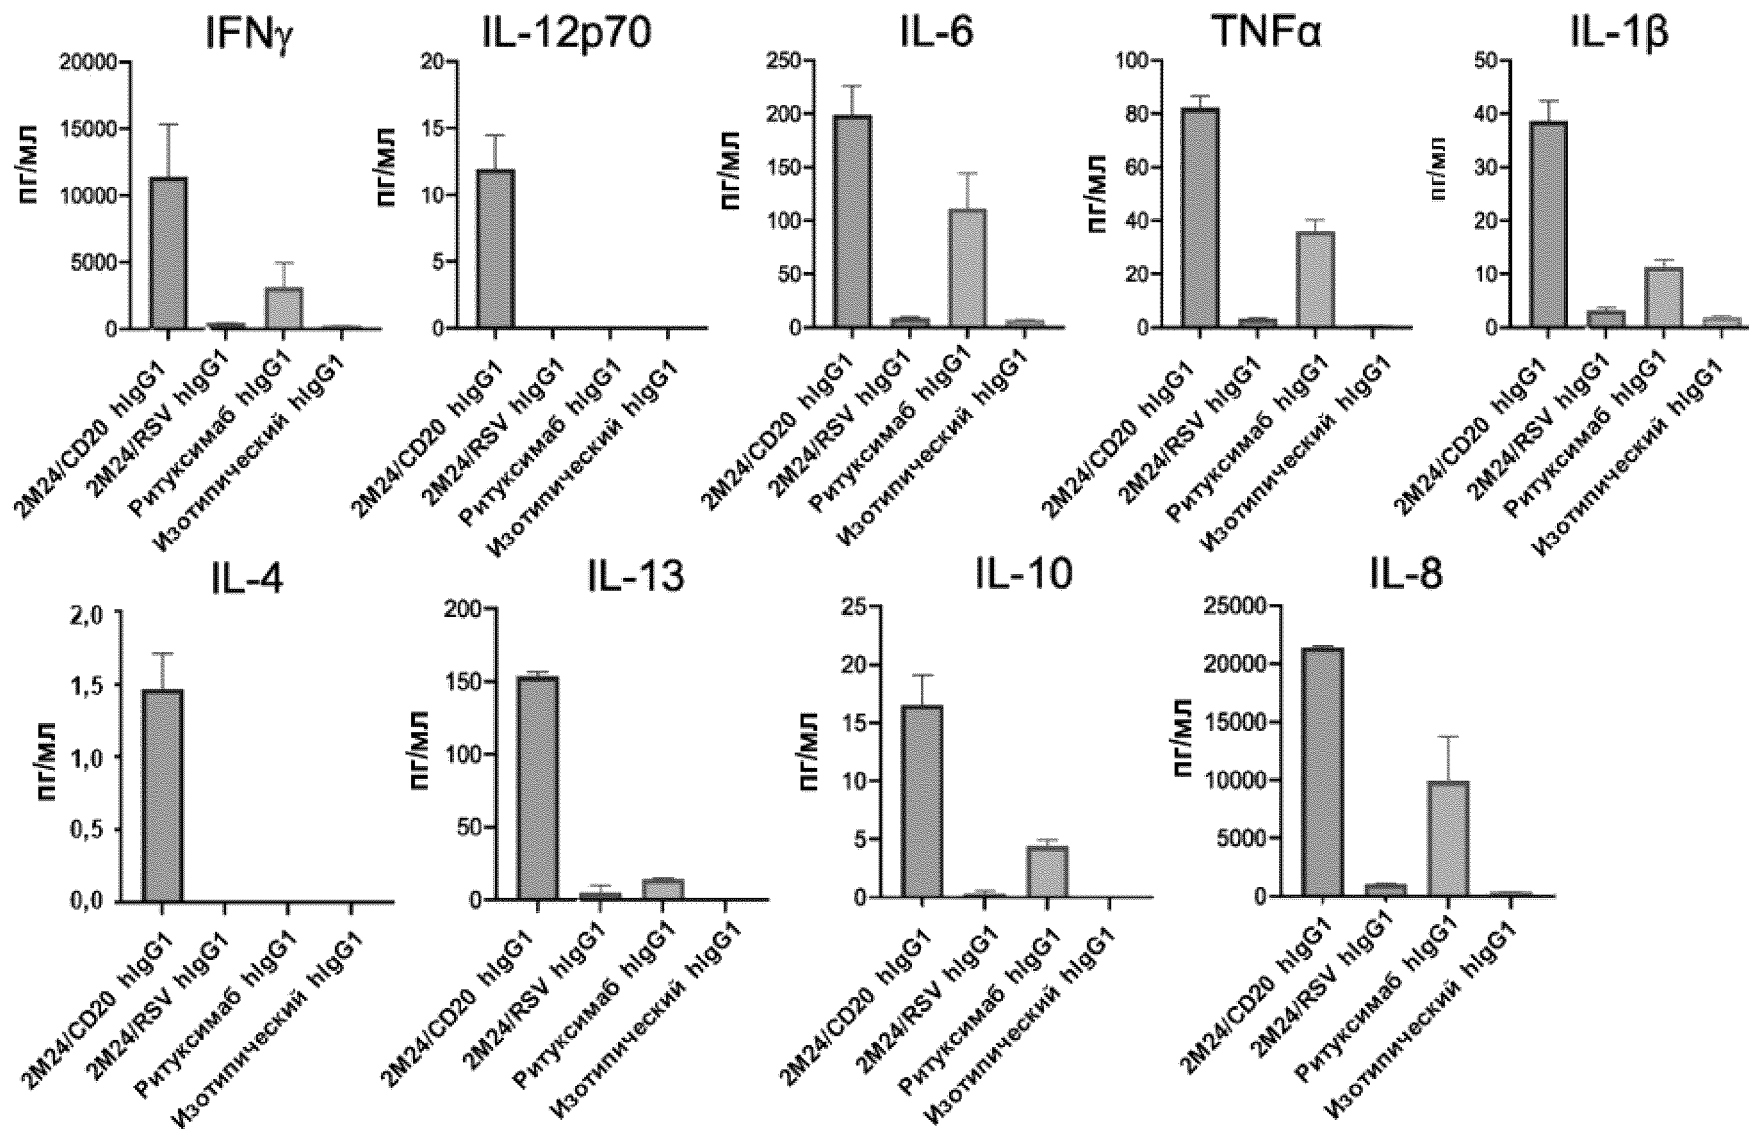 IFNγ
20000
15000
10000
5000
0
пг/мл
2M24/CD20 hIgG1
2M24/RSV hIgG1
Ритуксимаб hIgG1
Изотипический hIgG1
IL-12p70
20
15
10
5
0
пг/мл
2M24/CD20 hIgG1
2M24/RSV hIgG1
Ритуксимаб hIgG1
Изотипический hIgG1
IL-6
250
200
150
100
50
0
пг/мл
2M24/CD20 hIgG1
2M24/RSV hIgG1
Ритуксимаб hIgG1
Изотипический hIgG1
TNFα
100
80
60
40
20
0
пг/мл
2M24/CD20 hIgG1
2M24/RSV hIgG1
Ритуксимаб hIgG1
Изотипический hIgG1
IL-1β
50
40
30
20
10
0
пг/мл
2M24/CD20 hIgG1
2M24/RSV hIgG1
Ритуксимаб hIgG1
Изотипический hIgG1
IL-4
2,0
1,5
1,0
0,5
0,0
пг/мл
2M24/CD20 hIgG1
2M24/RSV hIgG1
Ритуксимаб hIgG1
Изотипический hIgG1
IL-13
200
150
100
50
0
пг/мл
2M24/CD20 hIgG1
2M24/RSV hIgG1
Ритуксимаб hIgG1
Изотипический hIgG1
IL-10
25
20
15
10
5
0
пг/мл
2M24/CD20 hIgG1
2M24/RSV hIgG1
Ритуксимаб hIgG1
Изотипический hIgG1
IL-8
25000
20000
15000
10000
5000
0
пг/мл
2M24/CD20 hIgG1
2M24/RSV hIgG1
Ритуксимаб hIgG1
Изотипический hIgG1